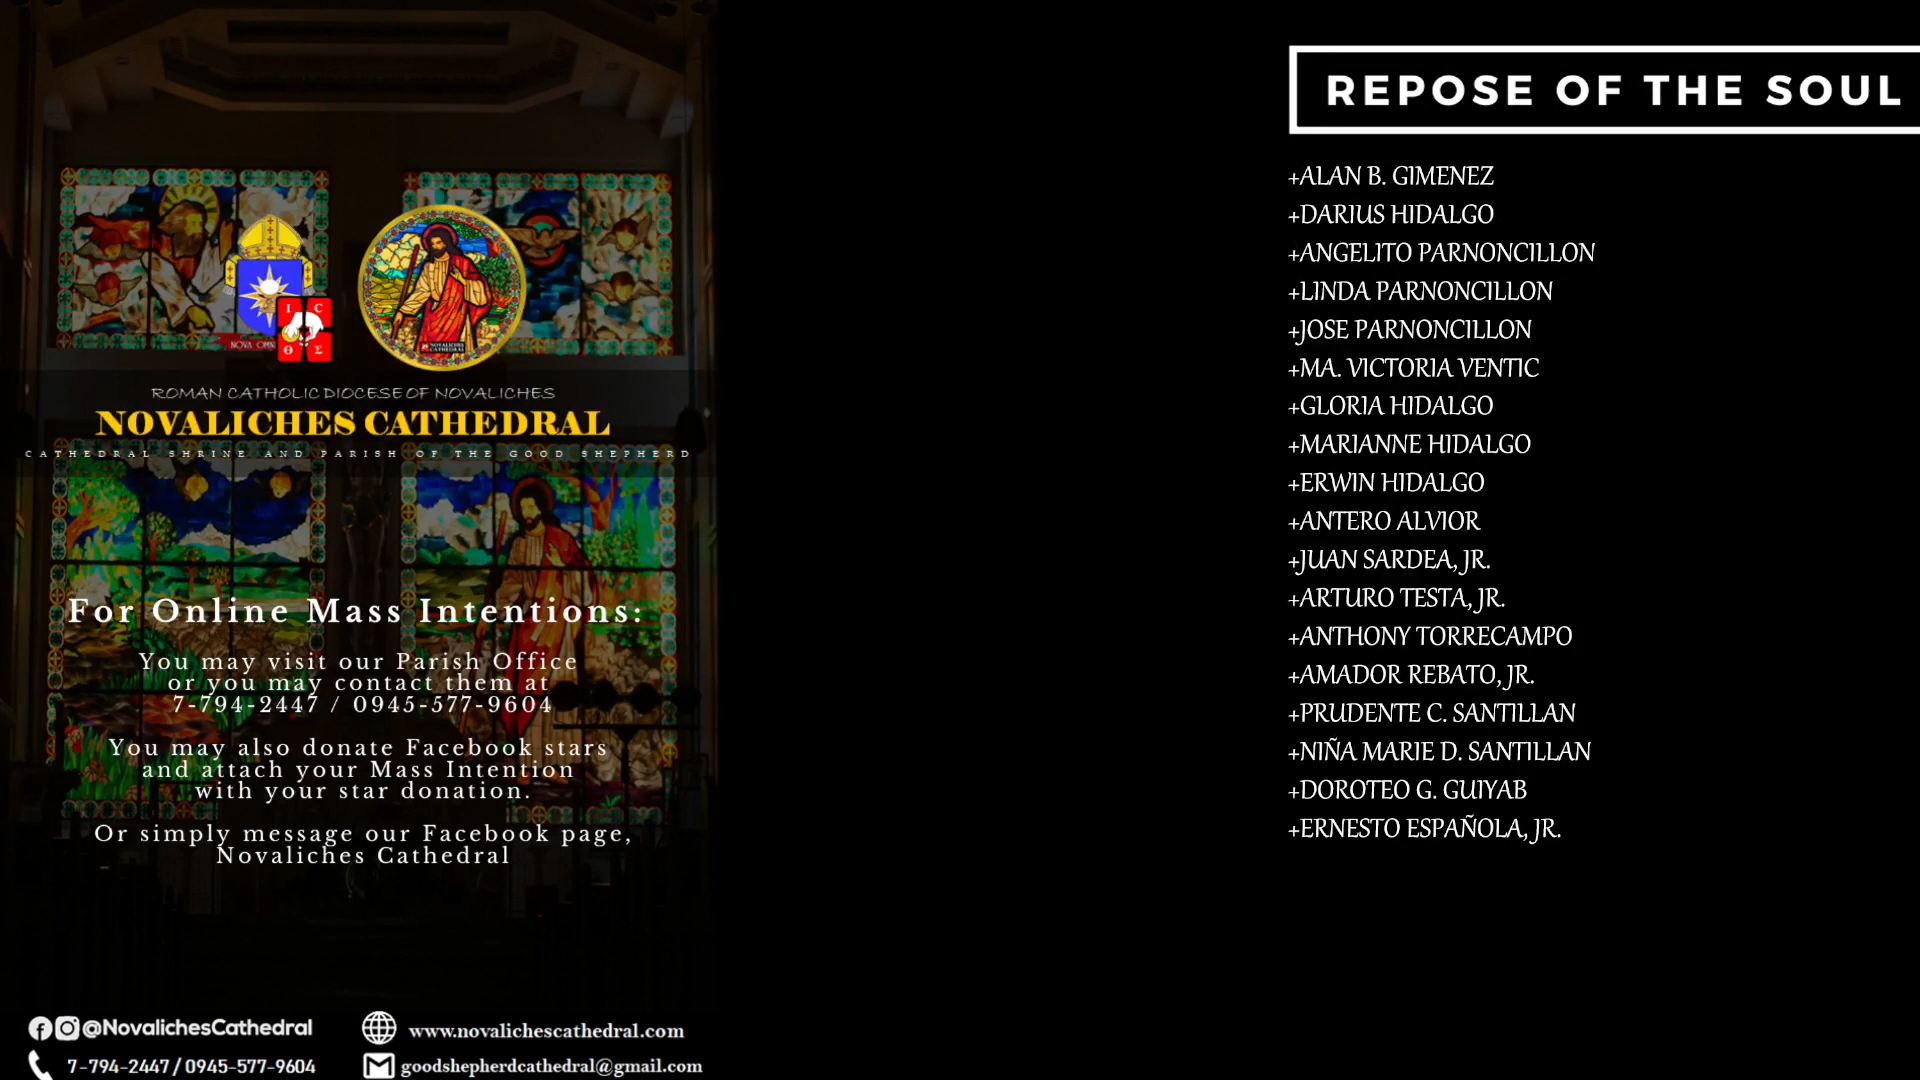 NOVA OMN
I C
Θ Σ
NOVALICHES
CATHEDRAL
ROMAN CATHOLIC DIOCESE OF NOVALICHES
NOVALICHES CATHEDRAL
CATHEDRAL SHRINE AND PARISH OF THE GOOD SHEPHERD
For Online Mass Intentions:
You may visit our Parish Office
or you may contact them at
7-794-2447 / 0945-577-9604
You may also donate Facebook stars
and attach your Mass Intention
with your star donation.
Or simply message our Facebook page,
Novaliches Cathedral
@NovalichesCathedral
www.novalichescathedral.com
7-794-2447 / 0945-577-9604
goodshepherdcathedral@gmail.com
REPOSE OF THE SOUL
+ALAN B. GIMENEZ
+DARIUS HIDALGO
+ANGELITO PARNONCILLON
+LINDA PARNONCILLON
+JOSE PARNONCILLON
+MA. VICTORIA VENTIC
+GLORIA HIDALGO
+MARIANNE HIDALGO
+ERWIN HIDALGO
+ANTERO ALVIOR
+JUAN SARDEA, JR.
+ARTURO TESTA, JR.
+ANTHONY TORRECAMPO
+AMADOR REBATO, JR.
+PRUDENTE C. SANTILLAN
+NIÑA MARIE D. SANTILLAN
+DOROTEO G. GUIYAB
+ERNESTO ESPAÑOLA, JR.